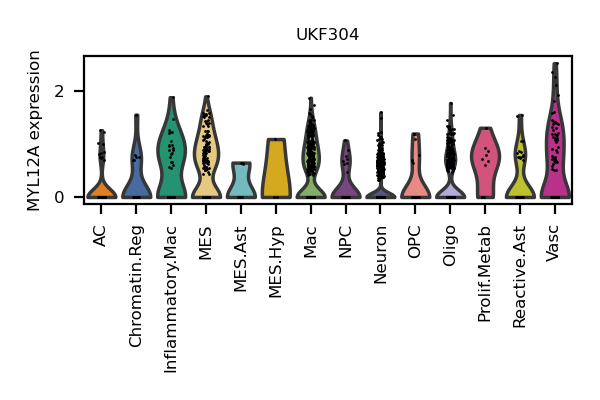 UKF304
MYL12A expression
2
0
AC
Chromatin.Reg
Inflammatory.Mac
MES
MES.Ast
MES.Hyp
Mac
NPC
Neuron
OPC
Oligo
Prolif.Metab
Reactive.Ast
Vasc